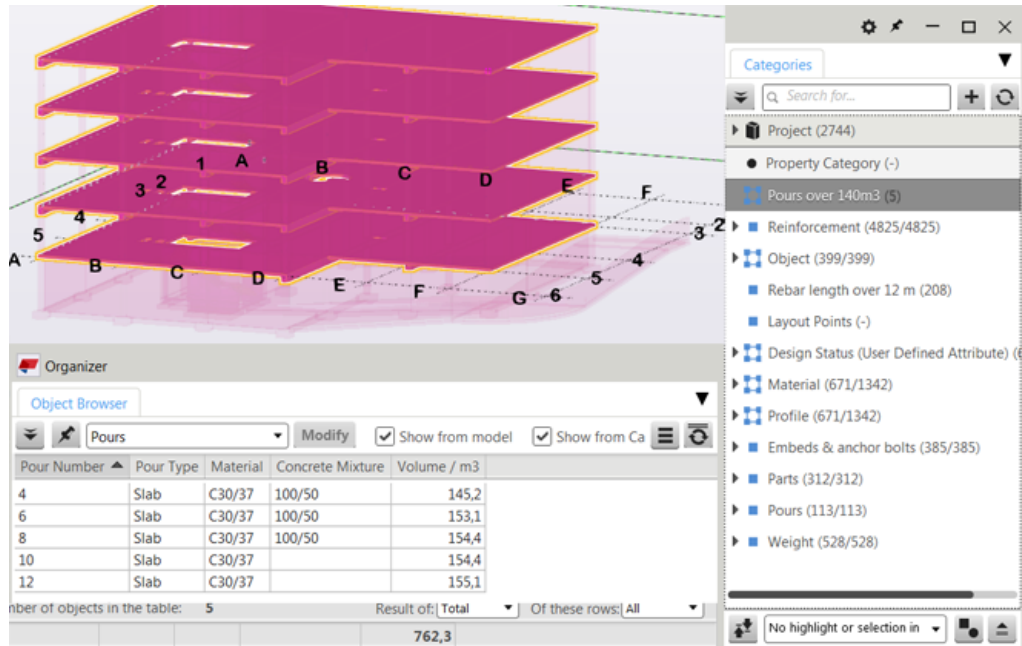 1 A B C D E F
3 2
4
5
A B C D E F G 6 5 4 3 2
Organizer
Object Browser
Pours Modify Show from model Show from Ca
Pour Number Pour Type Material Concrete Mixture Volume / m3
4 Slab C30/37 100/50 145,2
6 Slab C30/37 100/50 153,1
8 Slab C30/37 100/50 154,4
10 Slab C30/37 154,4
12 Slab C30/37 155,1
nber of objects in the table: 5 Result of: Total Of these rows: All
762,3
Categories
Search for...
Project (2744)
Property Category (-)
Pours over 140m3 (5)
Reinforcement (4825/4825)
Object (399/399)
Rebar length over 12 m (208)
Layout Points (-)
Design Status (User Defined Attribute) (
Material (671/1342)
Profile (671/1342)
Embeds & anchor bolts (385/385)
Parts (312/312)
Pours (113/113)
Weight (528/528)
No highlight or selection in